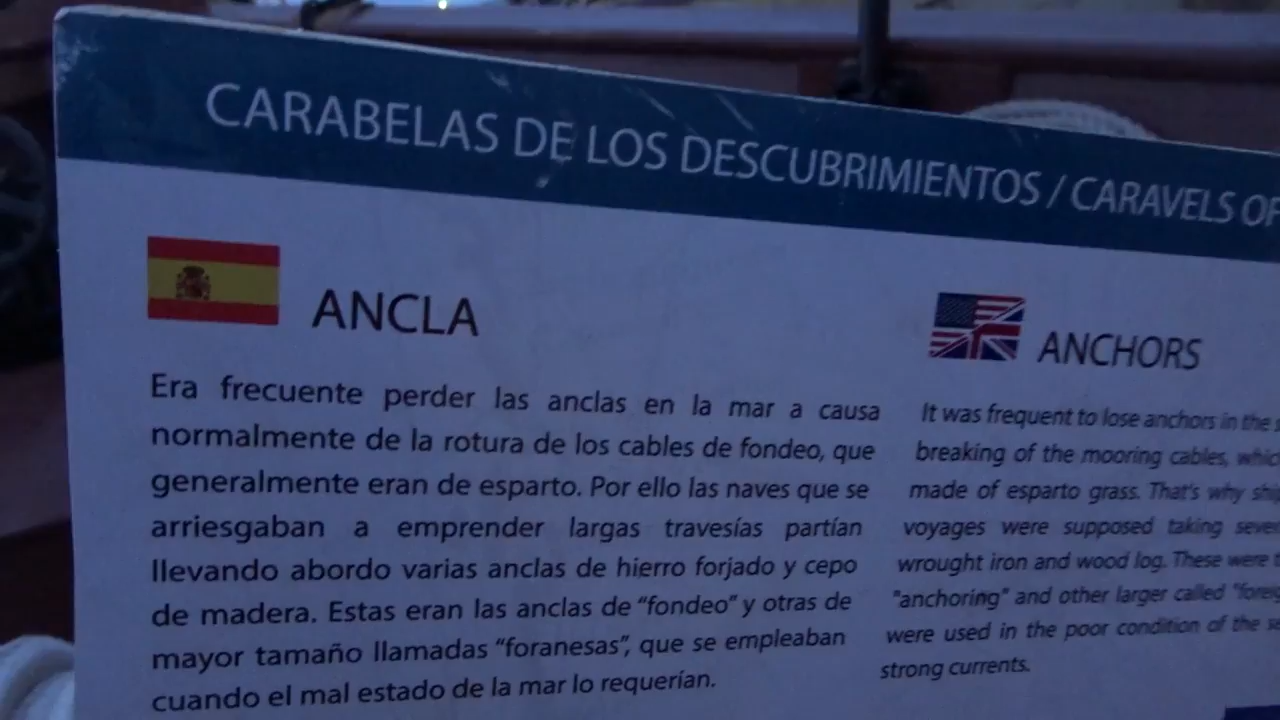 CARABELAS DE LOS DESCUBRIMIENTOS / CARAVELS OF
ANCLA
Era frecuente perder las anclas en la mar a causa
normalmente de la rotura de los cables de fondeo, que
generalmente eran de esparto. Por ello las naves que se
arriesgaban a emprender largas travesías partían
llevando abordo varias anclas de hierro forjado y cepo
de madera. Estas eran las anclas de "fondeo" y otras de
mayor tamaño llamadas "foranesas", que se empleaban
cuando el mal estado de la mar lo requerían.
ANCHORS
It was frequent to lose anchors in the
breaking of the mooring cables,
made of esparto grass. That's why
voyages were supposed taking
wrought iron and wood log. These were
"anchoring" and other larger called
were used in the poor condition of the
strong currents.